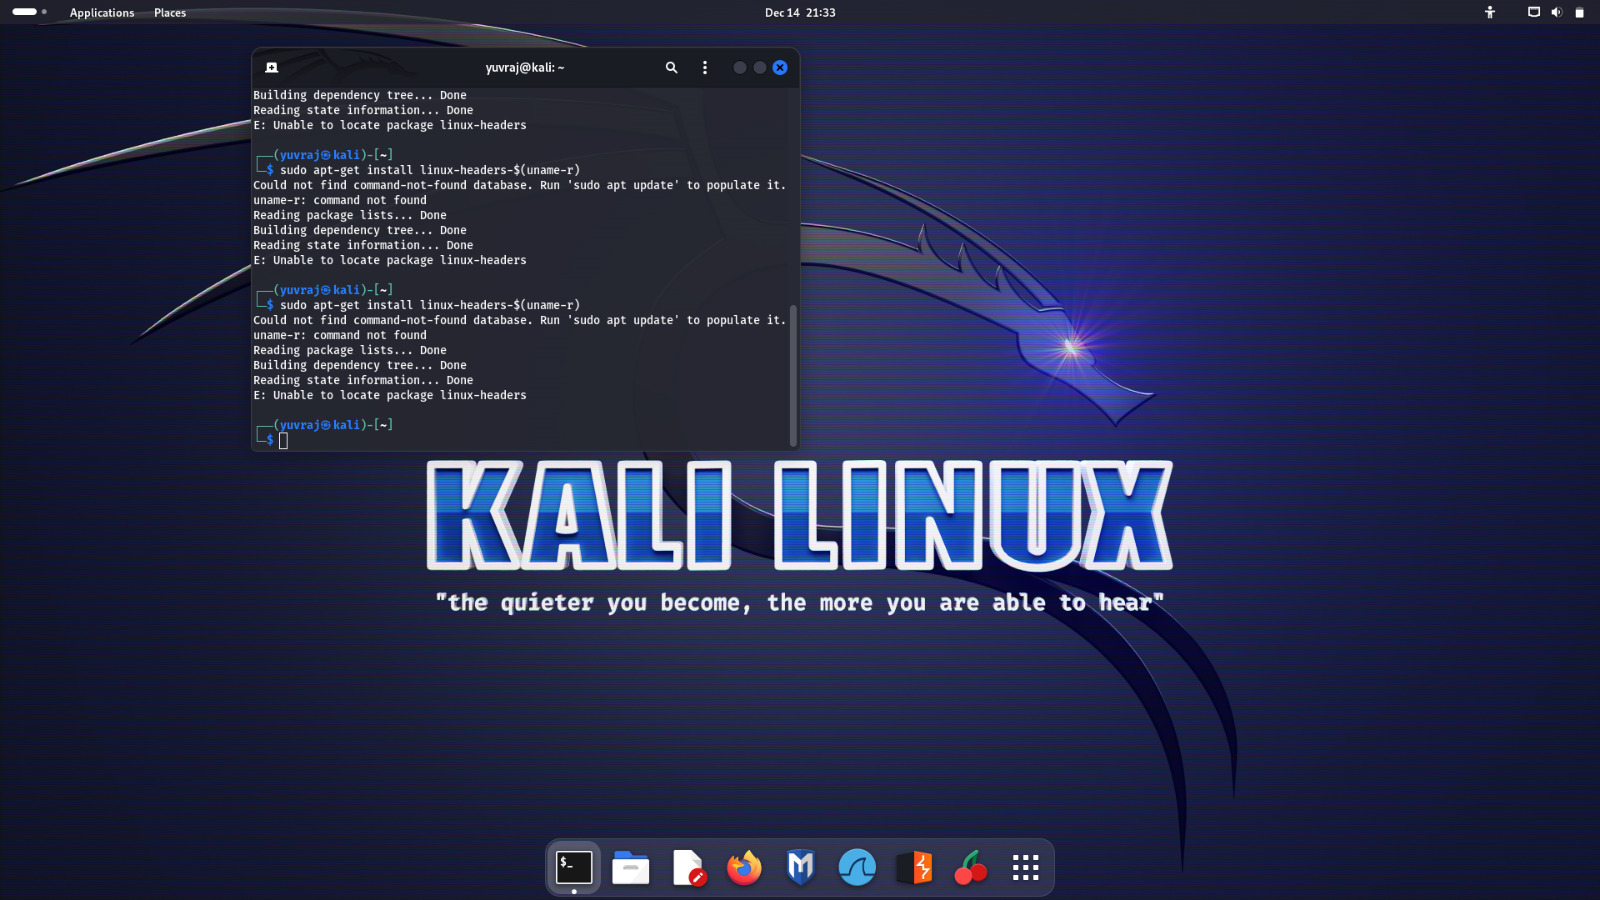 Applications Places
Dec 14 21:33
yuvraj@kali: ~
Building dependency tree... Done
Reading state information... Done
E: Unable to locate package linux-headers
┌──(yuvraj㉿kali)-[~]
└─$ sudo apt-get install linux-headers-$(uname-r)
Could not find command-not-found database. Run 'sudo apt update' to populate it.
uname-r: command not found
Reading package lists... Done
Building dependency tree... Done
Reading state information... Done
E: Unable to locate package linux-headers
┌──(yuvraj㉿kali)-[~]
└─$ sudo apt-get install linux-headers-$(uname-r)
Could not find command-not-found database. Run 'sudo apt update' to populate it.
uname-r: command not found
Reading package lists... Done
Building dependency tree... Done
Reading state information... Done
E: Unable to locate package linux-headers
┌──(yuvraj㉿kali)-[~]
└─$
KALI LINUX
"the quieter you become, the more you are able to hear"
$_